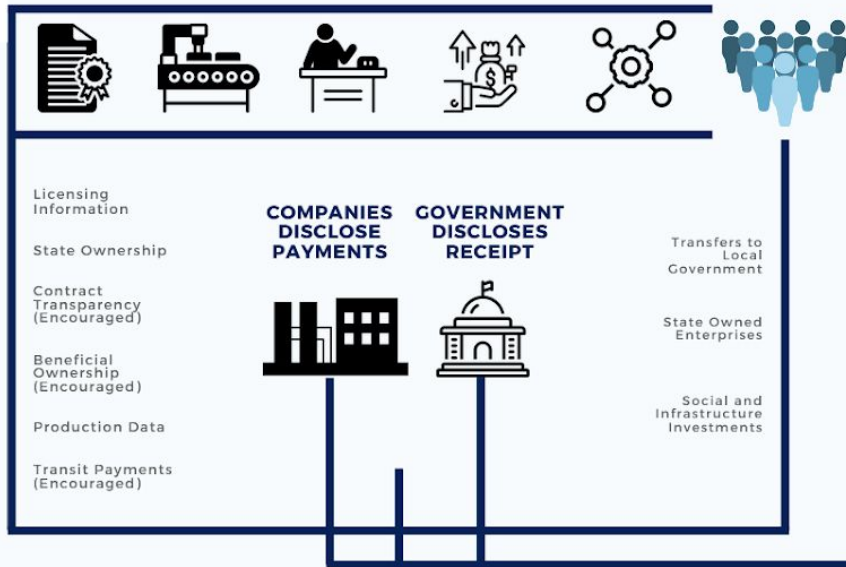 Licensing
Information
State Ownership
Contract
Transparency
(Encouraged)
Beneficial
Ownership
(Encouraged)
Production Data
Transit Payments
(Encouraged)
COMPANIES
DISCLOSE
PAYMENTS
GOVERNMENT
DISCLOSES
RECEIPT
Transfers to
Local
Government
State Owned
Enterprises
Social and
Infrastructure
Investments